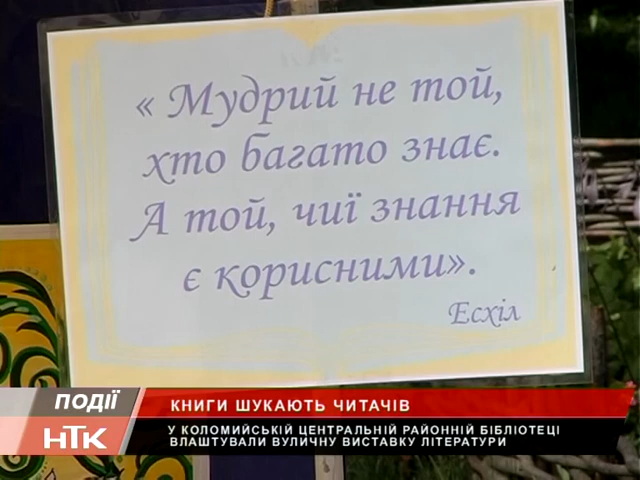 « Мудрий не той,
хто багато знає.
А той, чиї знання
є корисними».
Есхіл
ПОДІЇ
НТК
КНИГИ ШУКАЮТЬ ЧИТАЧІВ
У КОЛОМИЙСЬКІЙ ЦЕНТРАЛЬНІЙ РАЙОННІЙ БІБЛІОТЕЦІ
ВЛАШТУВАЛИ ВУЛИЧНУ ВИСТАВКУ ЛІТЕРАТУРИ